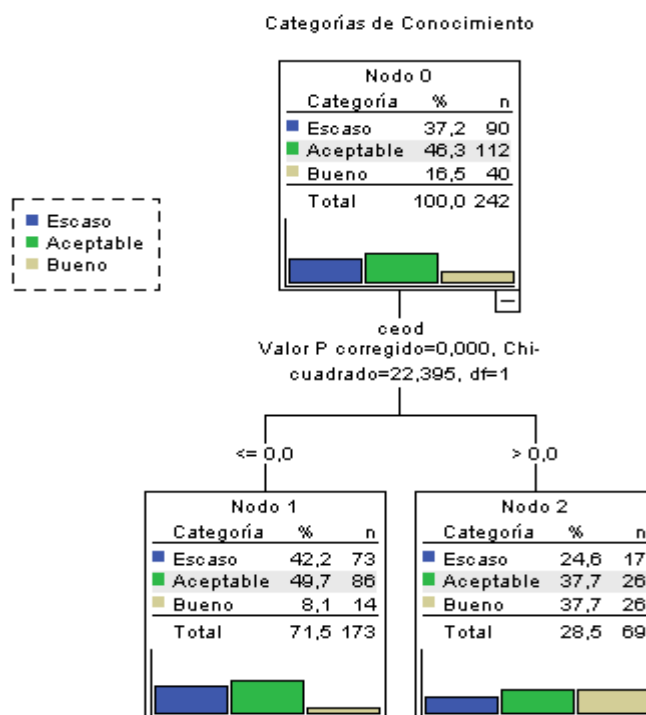 Categorías de Conocimiento
Nodo 0
Categoría % n
Escaso 37,2 90
Aceptable 46,3 112
Bueno 16,5 40
Total 100,0 242
Escaso
Aceptable
Bueno
ceod
Valor P corregido=0,000, Chi-
cuadrado=22,395, df=1
<= 0,0
> 0,0
Nodo 1
Categoría % n
Escaso 42,2 73
Aceptable 49,7 86
Bueno 8,1 14
Total 71,5 173
Nodo 2
Categoría % n
Escaso 24,6 17
Aceptable 37,7 26
Bueno 37,7 26
Total 28,5 69